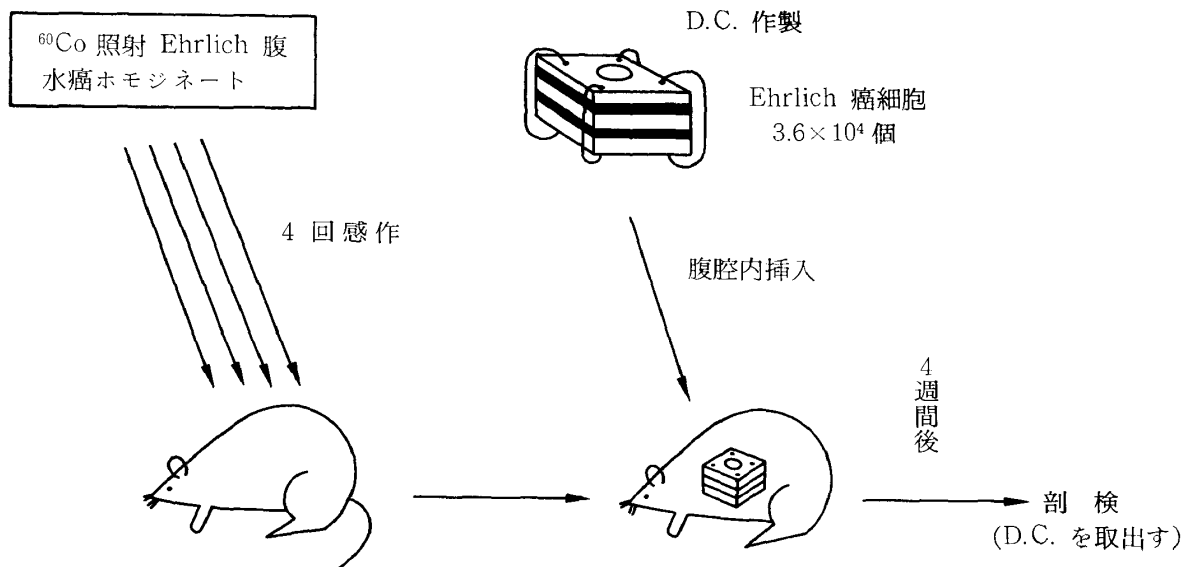 ⁶⁰Co 照射 Ehrlich 腹
水癌ホモジネート
D.C. 作製
Ehrlich 癌細胞
3.6×10⁴ 個
4 回感作
腹腔内挿入
4週間後
剖 検
(D.C. を取出す)